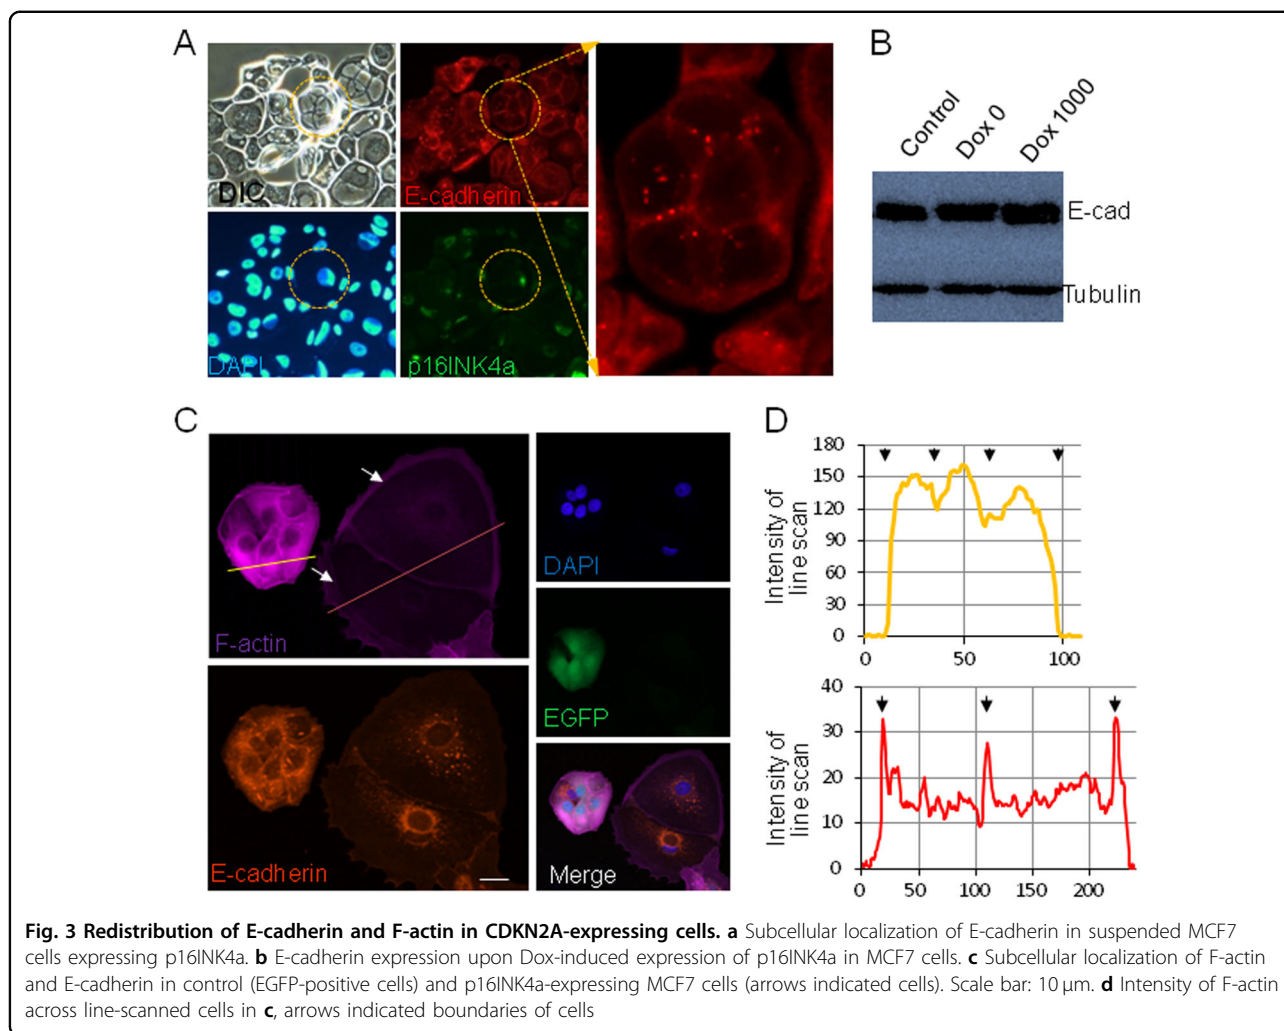 A
DIC
E-cadherin
DAPI
p16INK4a
B
Control
Dox 0
Dox 1000
E-cad
Tubulin
C
F-actin
E-cadherin
DAPI
EGFP
Merge
D
Intensity of
line scan
180
150
120
90
60
30
0
0 50 100
Intensity of
line scan
40
30
20
10
0
0 50 100 150 200
Fig. 3 Redistribution of E-cadherin and F-actin in CDKN2A-expressing cells. a Subcellular localization of E-cadherin in suspended MCF7
cells expressing p16INK4a. b E-cadherin expression upon Dox-induced expression of p16INK4a in MCF7 cells. c Subcellular localization of F-actin
and E-cadherin in control (EGFP-positive cells) and p16INK4a-expressing MCF7 cells (arrows indicated cells). Scale bar: 10 μm. d Intensity of F-actin
across line-scanned cells in c, arrows indicated boundaries of cells